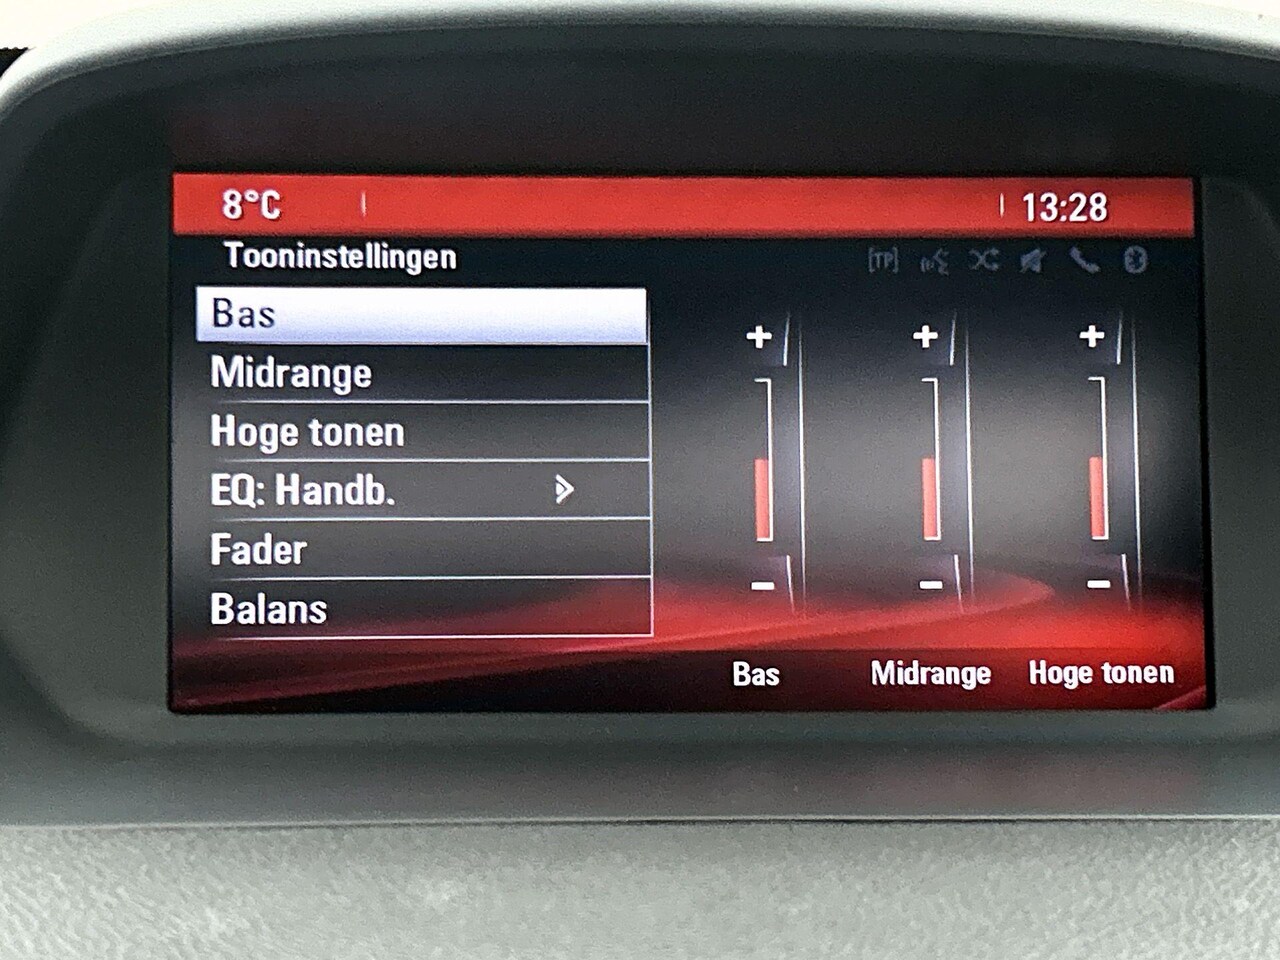 8°C 13:28
Tooninstellingen [TP]
Bas
Midrange
Hoge tonen
EQ: Handb.
Fader
Balans
+ + +
- - -
Bas Midrange Hoge tonen